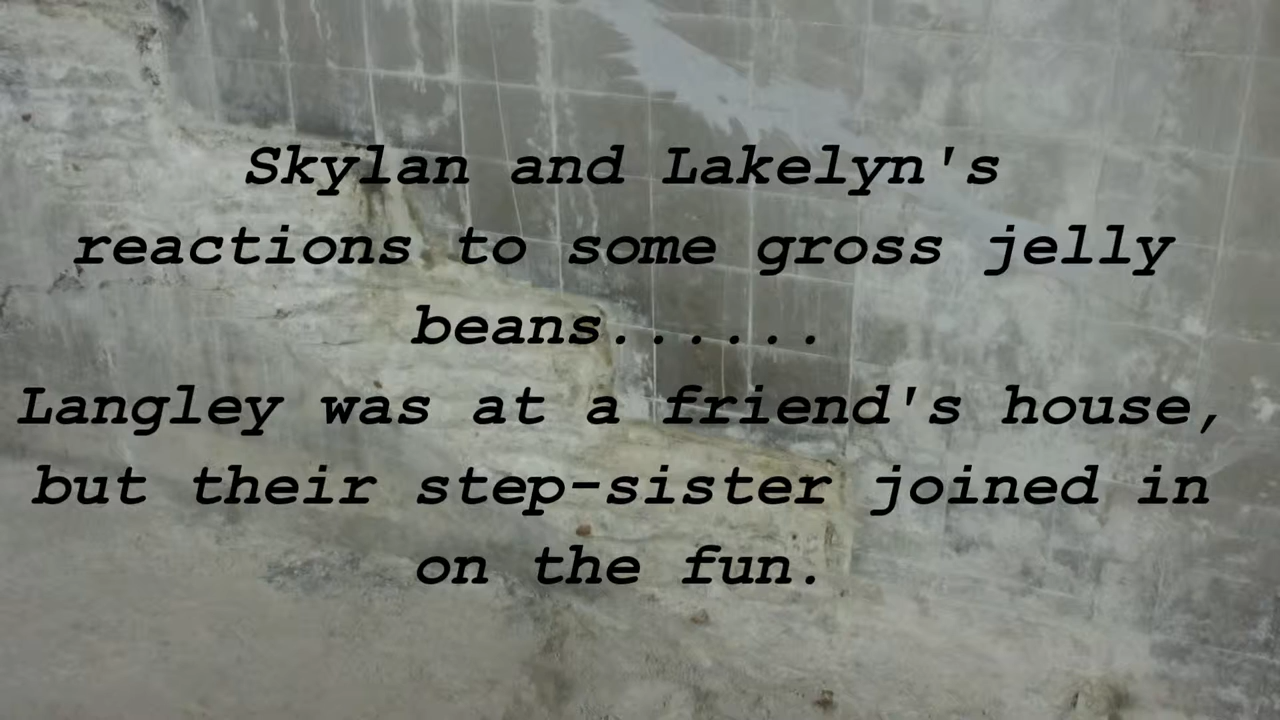 Skylan and Lakelyn's
reactions to some gross jelly
beans......
Langley was at a friend's house,
but their step-sister joined in
on the fun.